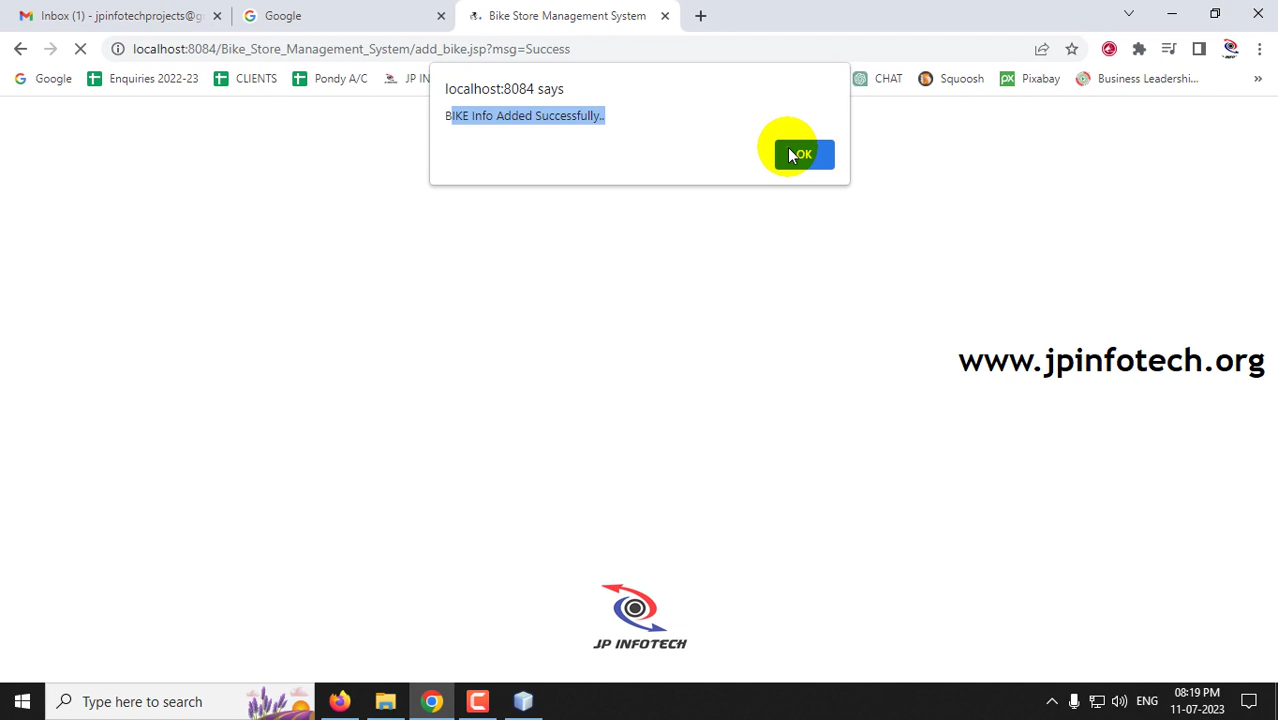 Inbox (1) - jpinfotechprojects@g
Google
Bike Store Management System
localhost:8084/Bike_Store_Management_System/add_bike.jsp?msg=Success
Google
Enquiries 2022-23
CLIENTS
Pondy A/C
JP IN
CHAT
Squoosh
px
Pixabay
Business Leadershi...
localhost:8084 says
BIKE Info Added Successfully..
OK
www.jpinfotech.org
JP INFOTECH
Type here to search
ENG
08:19 PM
11-07-2023